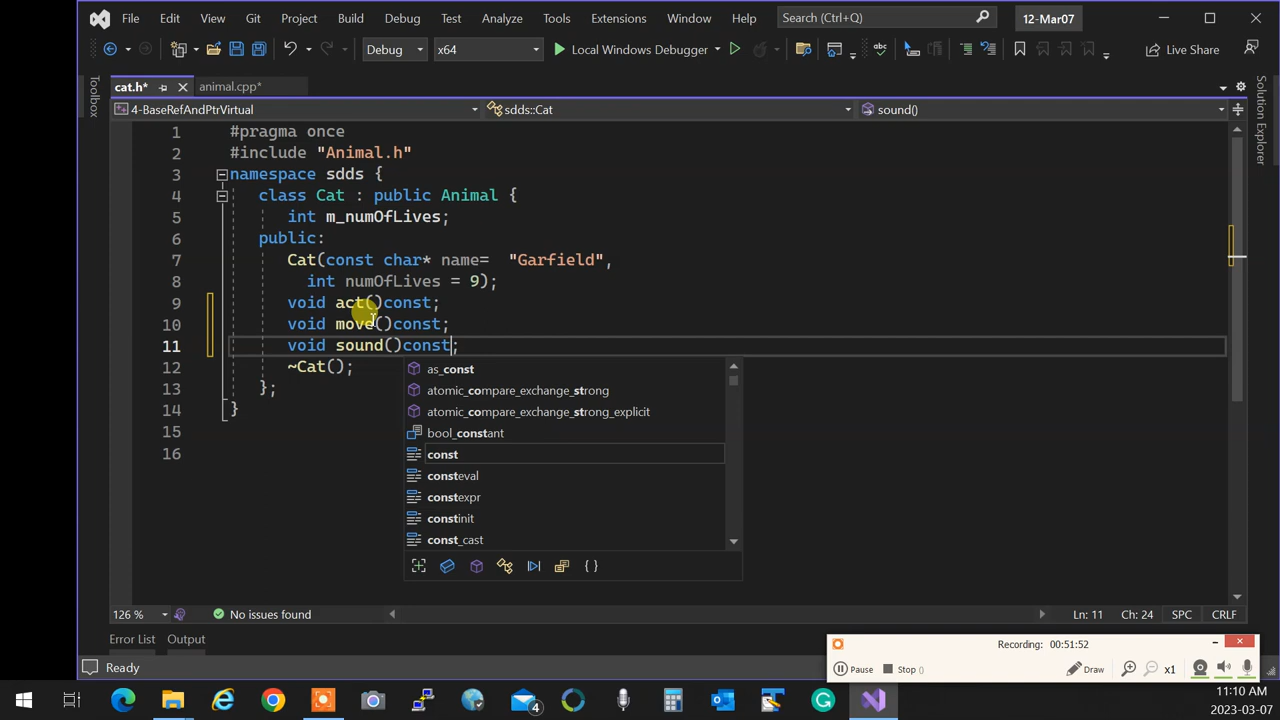 File Edit View Git Project Build Debug Test Analyze Tools Extensions Window Help Search (Ctrl+Q) 12-Mar07
Debug x64 Local Windows Debugger Live Share
cat.h* animal.cpp*
4-BaseRefAndPtrVirtual sdds::Cat sound()
Toolbox
Solution Explorer
1 #pragma once
2 #include "Animal.h"
3 namespace sdds {
4 class Cat : public Animal {
5 int m_numOfLives;
6 public:
7 Cat(const char* name= "Garfield",
8 int numOfLives = 9);
9 void act()const;
10 void move()const;
11 void sound()const;
12 ~Cat();
13 };
14 }
15
16
as_const
atomic_compare_exchange_strong
atomic_compare_exchange_strong_explicit
bool_constant
const
consteval
constexpr
constinit
const_cast
126 % No issues found Ln: 11 Ch: 24 SPC CRLF
Error List Output
Recording: 00:51:52
Pause Stop () Draw x1
Ready
4
11:10 AM
2023-03-07